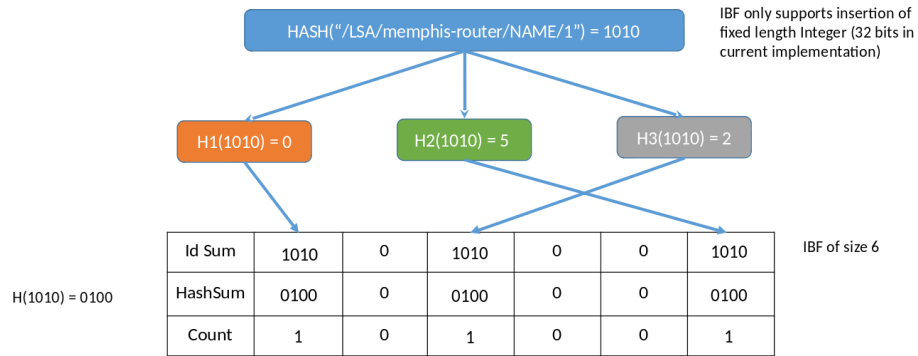 HASH(“/LSA/memphis-router/NAME/1”) = 1010
IBF only supports insertion of
fixed length Integer (32 bits in
current implementation)
H1(1010) = 0
H2(1010) = 5
H3(1010) = 2
Id Sum 1010 0 1010 0 0 1010
IBF of size 6
HashSum 0100 0 0100 0 0 0100
H(1010) = 0100
Count 1 0 1 0 0 1